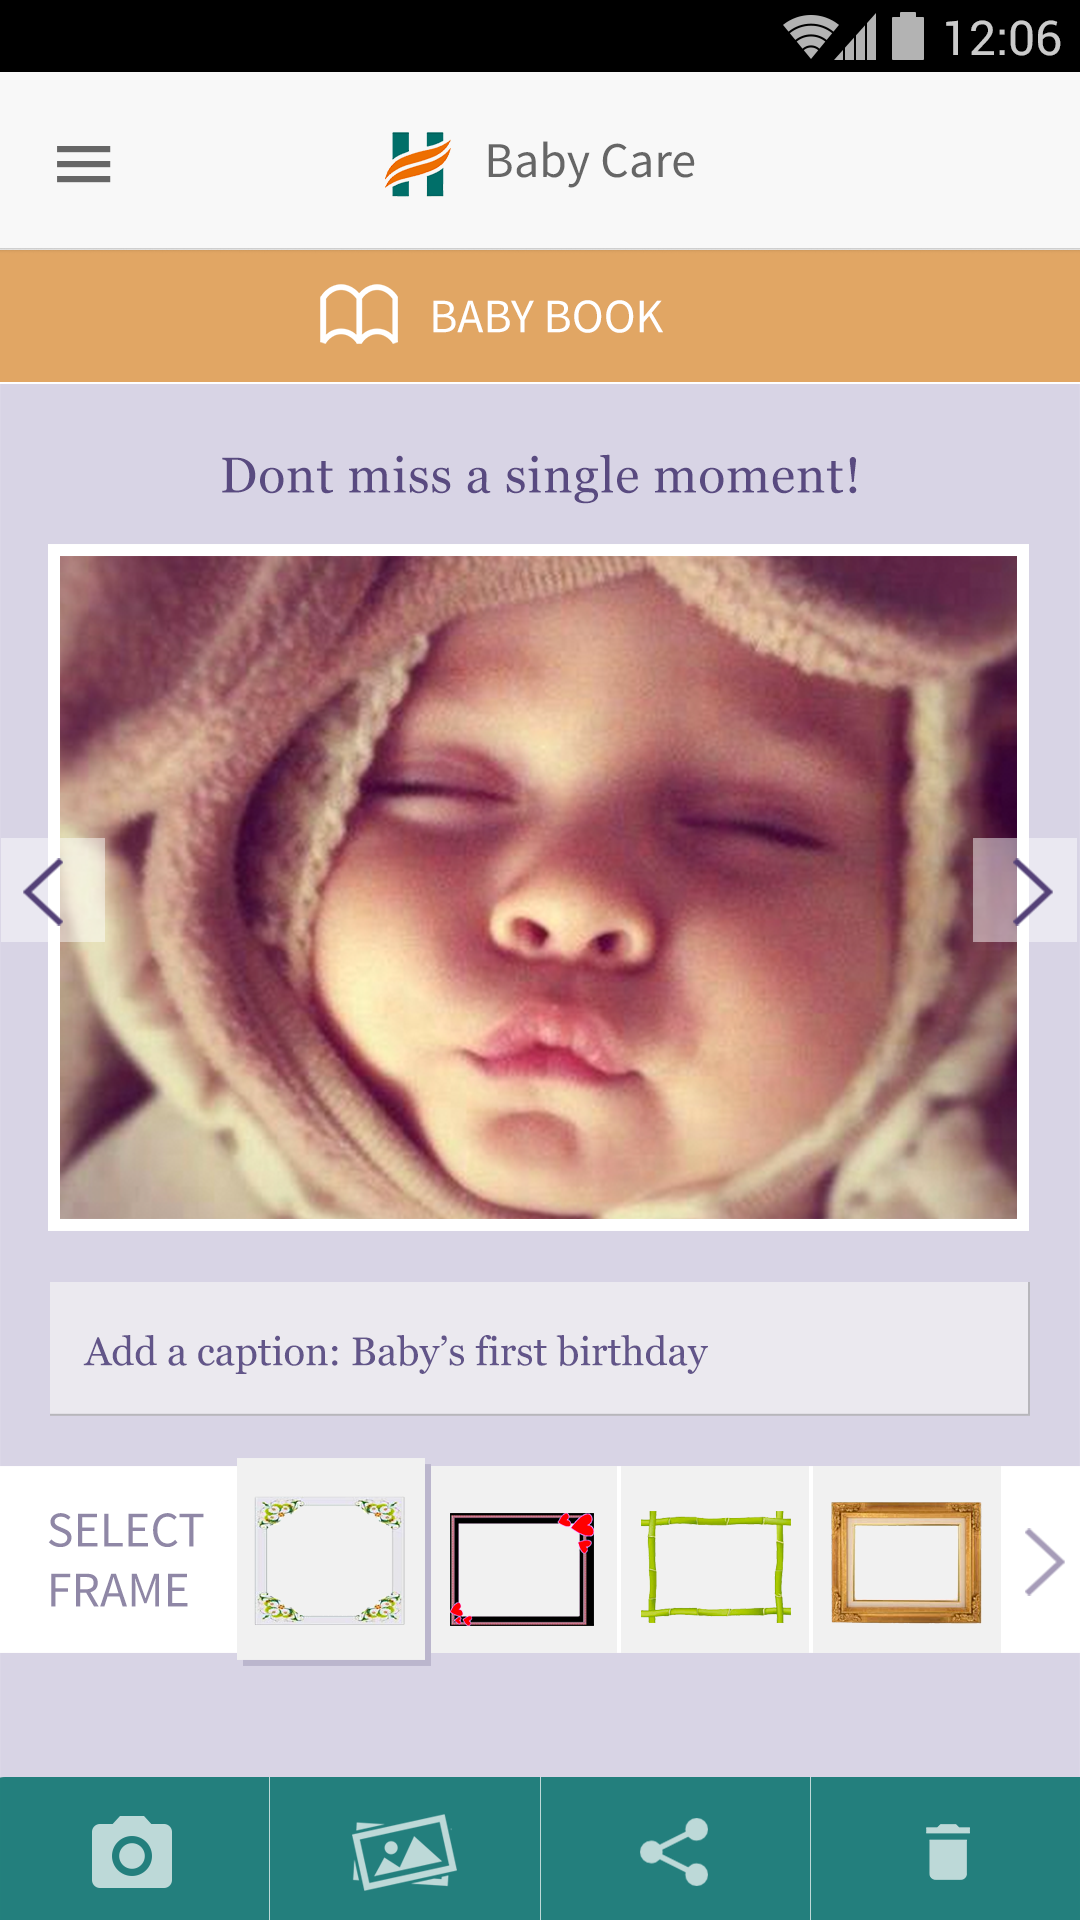 12:06
Baby Care
BABY BOOK
Dont miss a single moment!
Add a caption: Baby’s first birthday
SELECT
FRAME